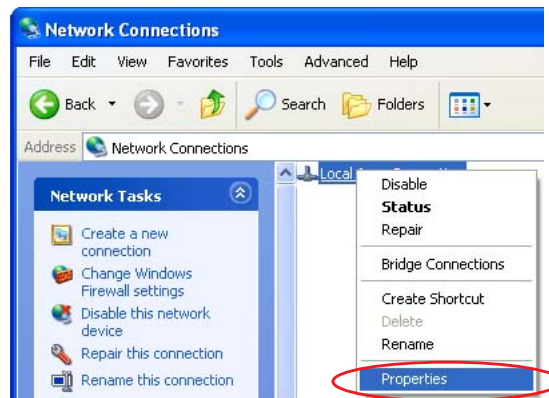 Network Connections
File Edit View Favorites Tools Advanced Help
Back Search Folders
Address Network Connections
Network Tasks
Create a new
connection
Change Windows
Firewall settings
Disable this network
device
Repair this connection
Rename this connection
Local
Disable
Status
Repair
Bridge Connections
Create Shortcut
Delete
Rename
Properties